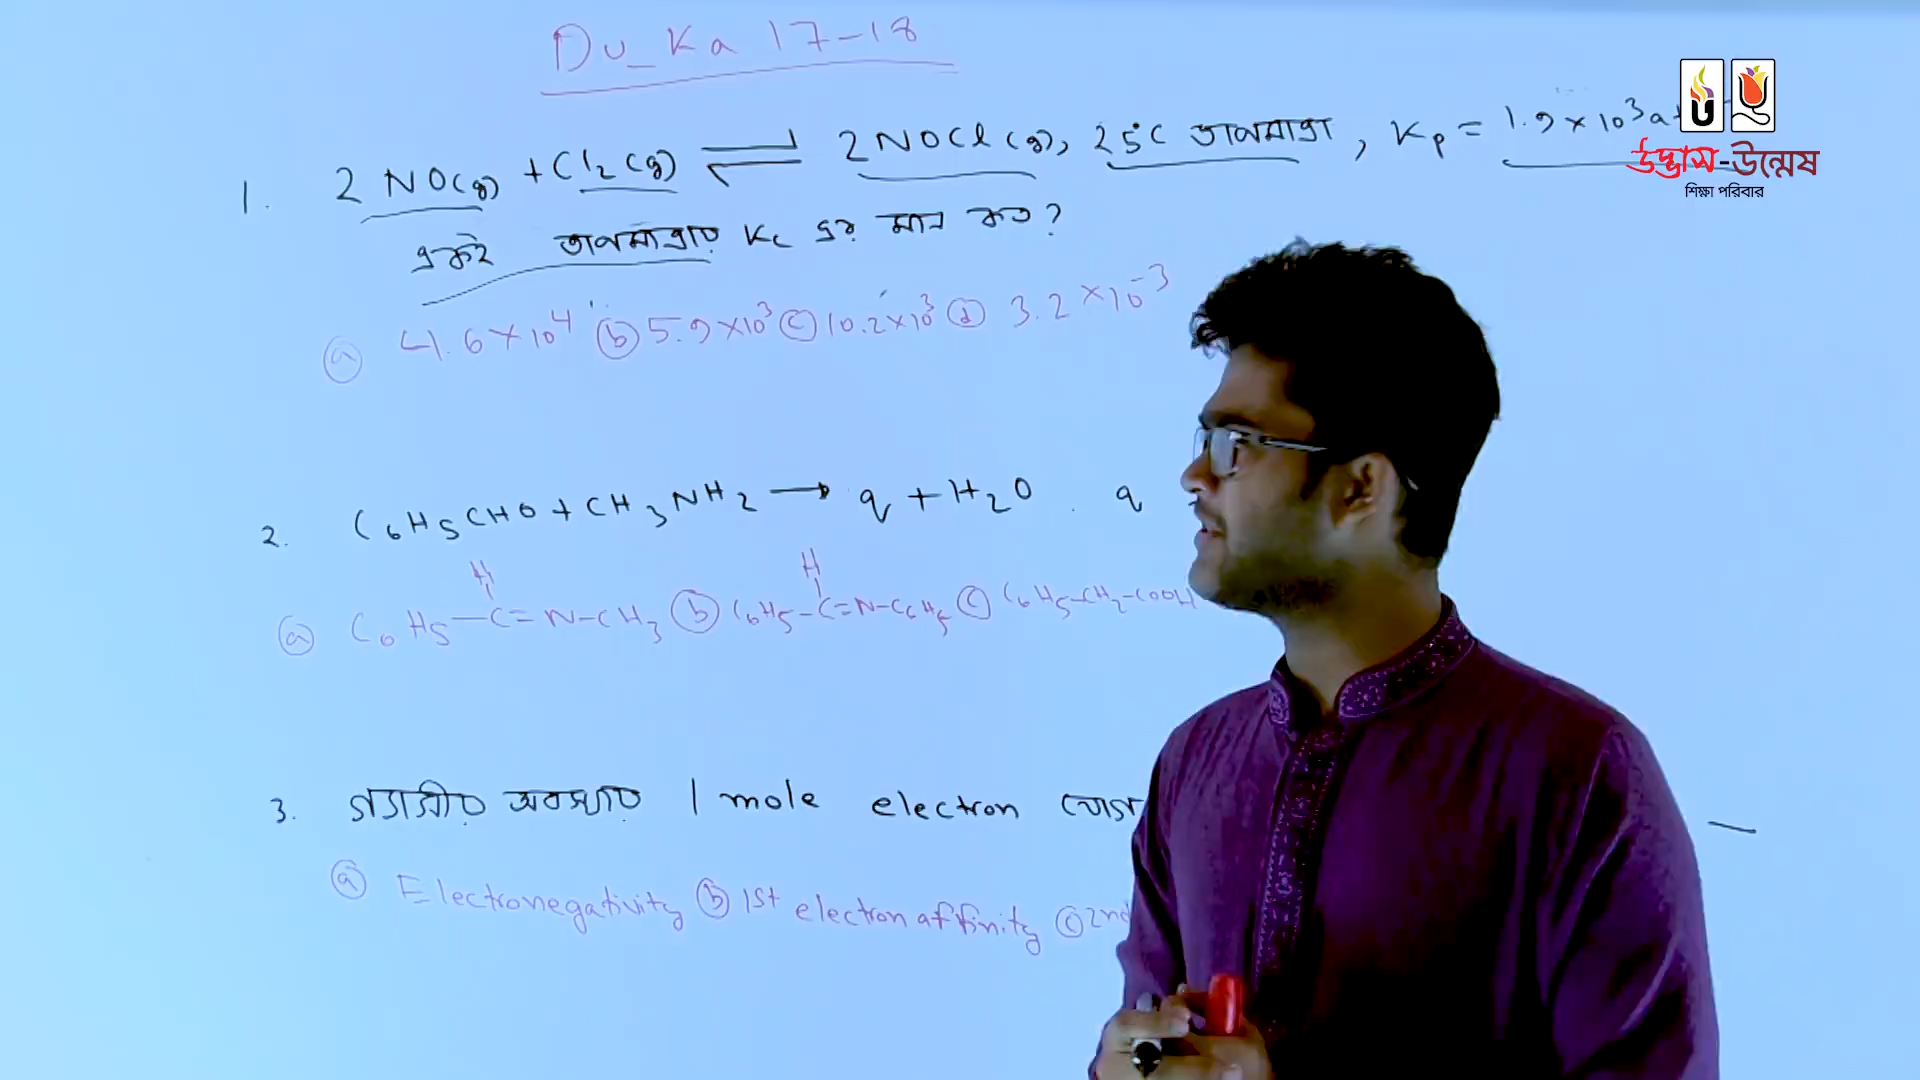 Du_Ka 17-18
1. 2NO(g) + Cl₂(g) ⇌ 2NOCl(g), 25°C তাপমাত্রা, Kp = 1.9 × 10³ a
একই তাপমাত্রায় Kc এর মান কত?
ⓐ 4.6×10⁴ ⓑ 5.9×10³ ⓒ 10.2×10³ ⓓ 3.2×10⁻³
2. C₆H₅CHO + CH₃NH₂ → q + H₂O. q
H H
ⓐ C₆H₅-C=N-CH₃ ⓑ C₆H₅-C=N-C₆H₅ ⓒ C₆H₅-CH₂-COOH
3. গ্যাসীয় অবস্থায় 1 mole electron —
ⓐ Electronegativity ⓑ 1st electron affinity ⓒ 2nd
উদ্ভাস-উন্মেষ
শিক্ষা পরিবার